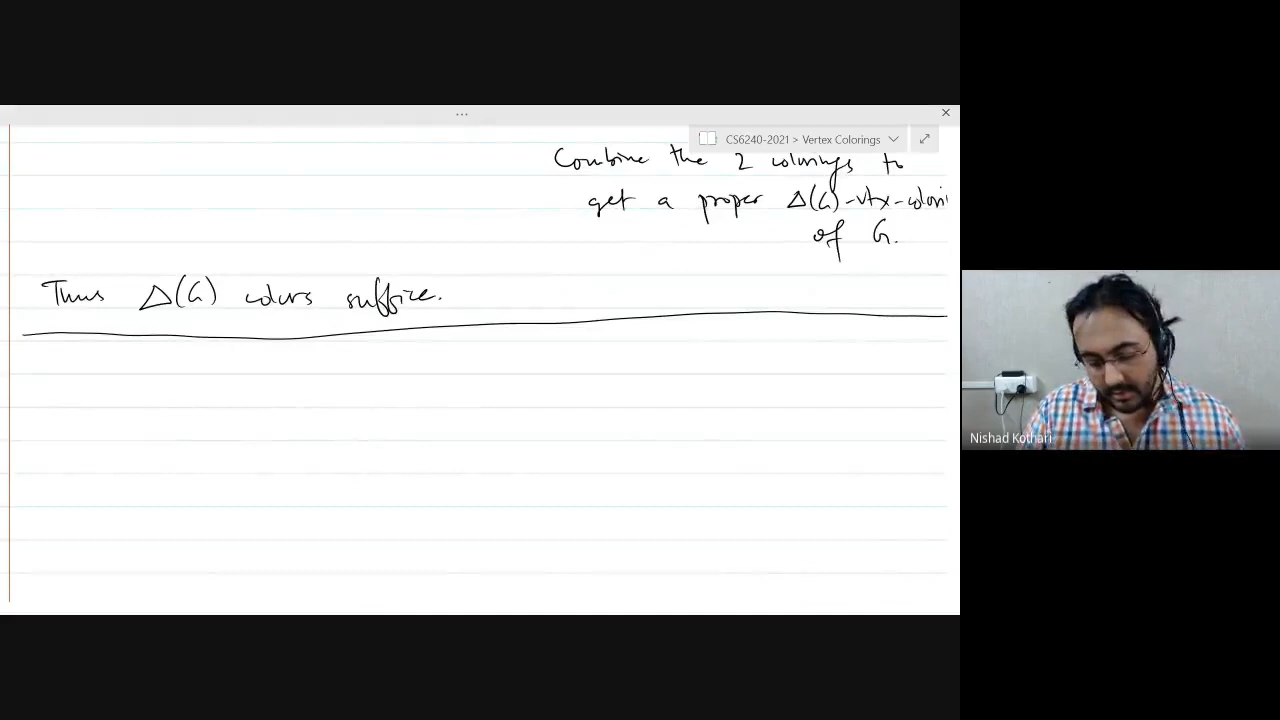 CS6240-2021 > Vertex Colorings
Combine the 2 colorings to
get a proper Δ(G)-vtx-colori
of G.
Thus Δ(G) colors suffice.
Nishad Kothari